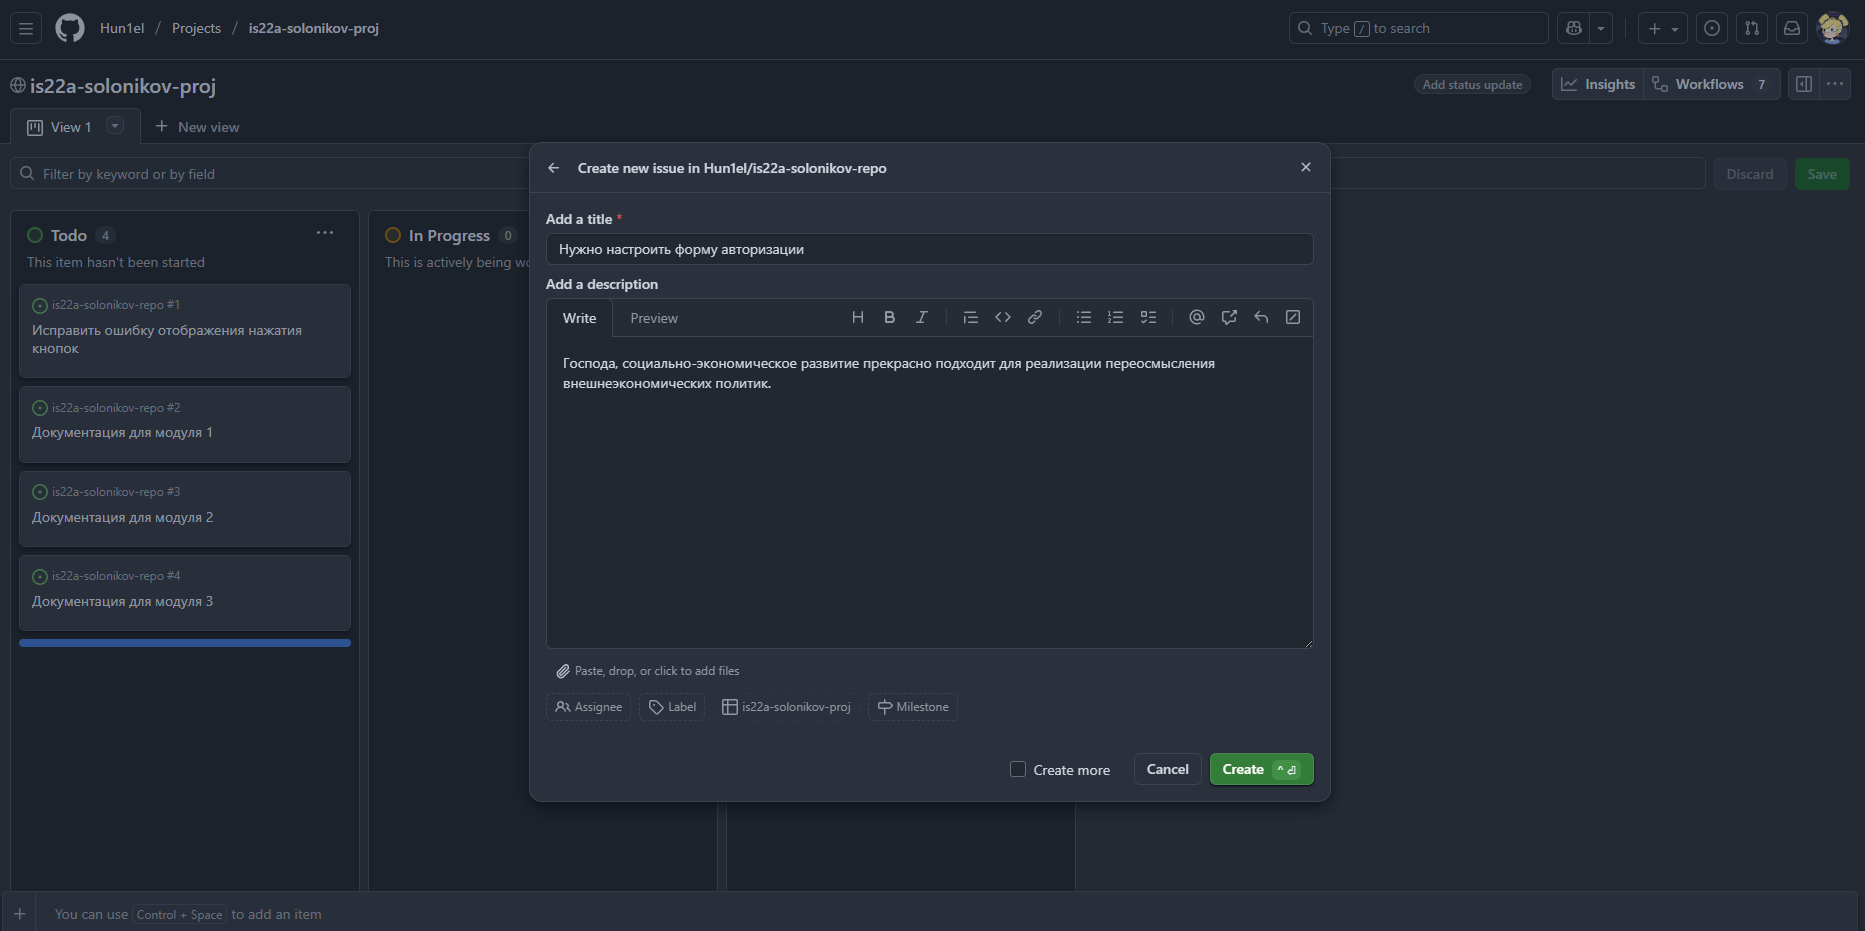 Hun1el / Projects / is22a-solonikov-proj
Type / to search
is22a-solonikov-proj
Add status update
Insights
Workflows 7
View 1
New view
Filter by keyword or by field
Discard
Save
Todo 4
This item hasn't been started
is22a-solonikov-repo #1
Исправить ошибку отображения нажатия
кнопок
is22a-solonikov-repo #2
Документация для модуля 1
is22a-solonikov-repo #3
Документация для модуля 2
is22a-solonikov-repo #4
Документация для модуля 3
In Progress 0
This is actively being wo
Create new issue in Hun1el/is22a-solonikov-repo
Add a title *
Нужно настроить форму авторизации
Add a description
Write
Preview
Господа, социально-экономическое развитие прекрасно подходит для реализации переосмысления
внешнеэкономических политик.
Paste, drop, or click to add files
Assignee
Label
is22a-solonikov-proj
Milestone
Create more
Cancel
Create
You can use Control + Space to add an item